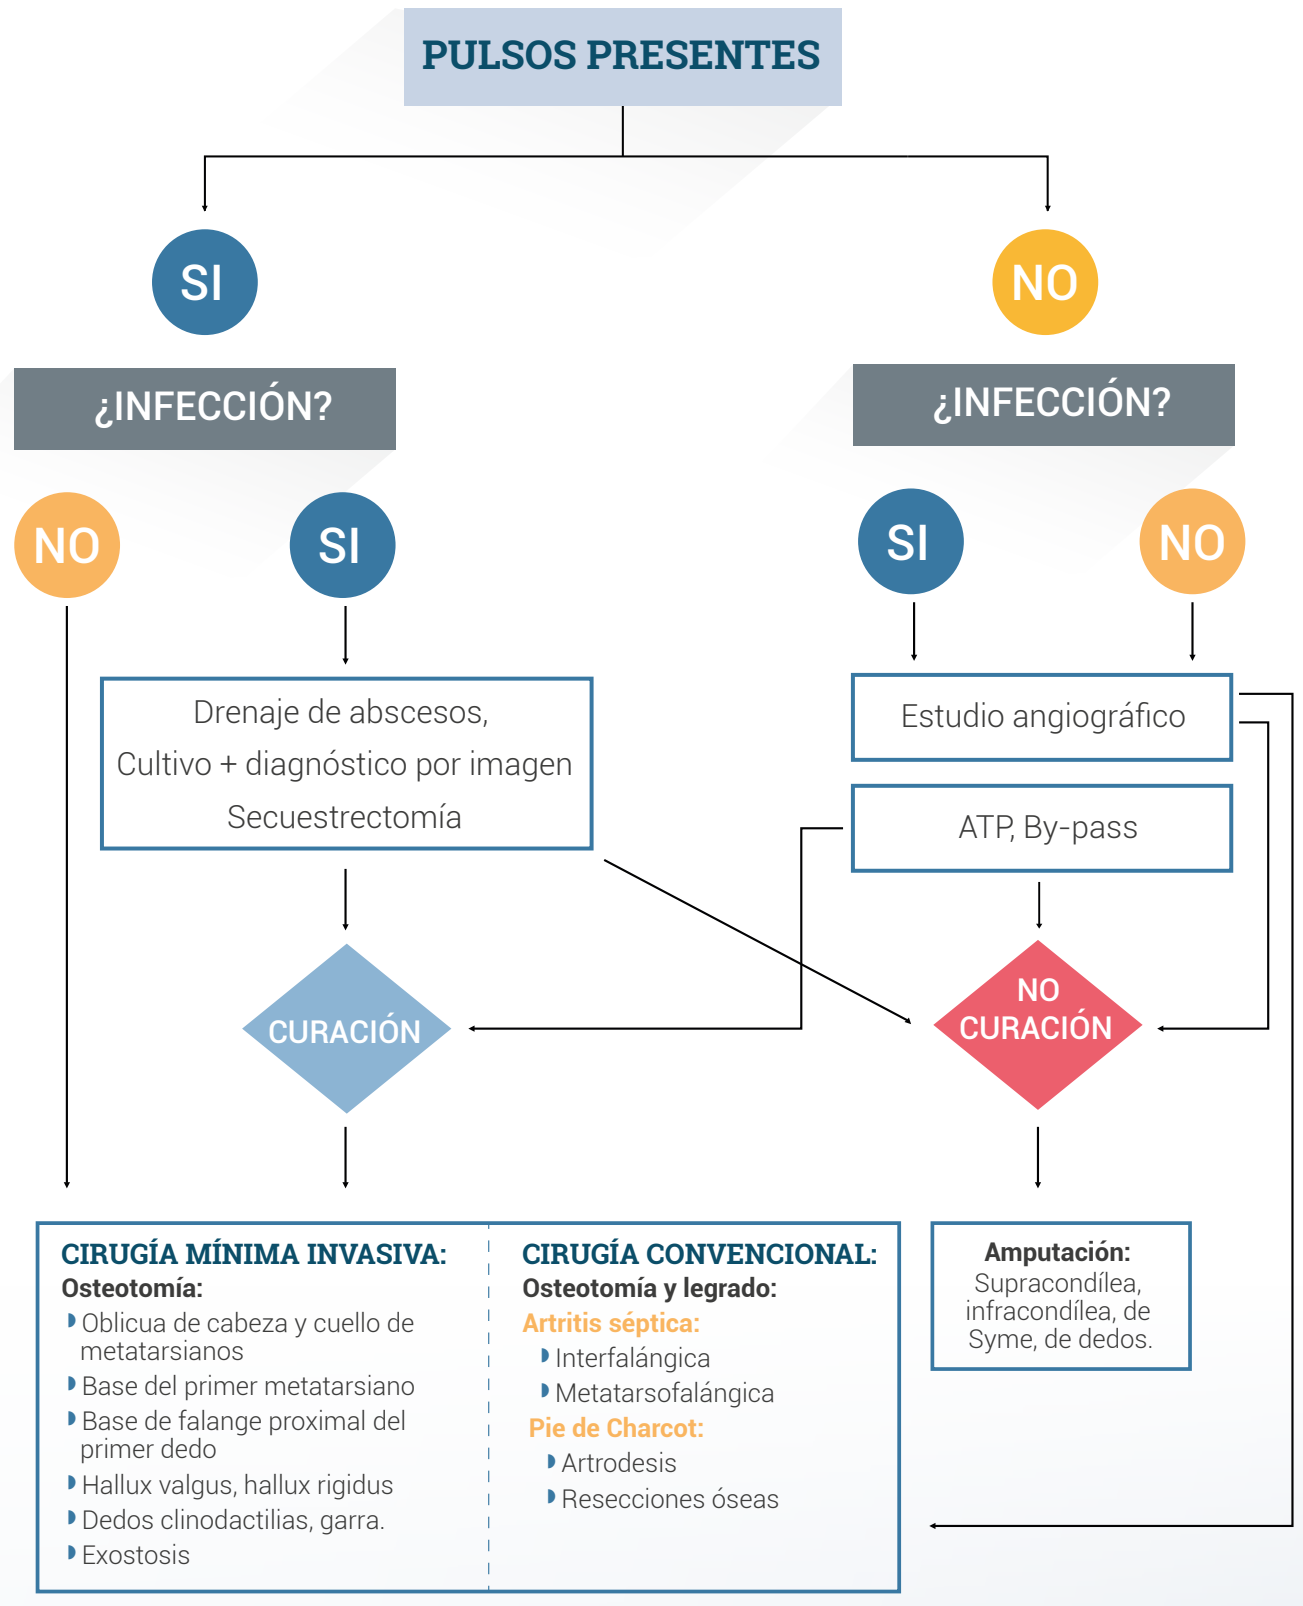 PULSOS PRESENTES
SI
NO
¿INFECCIÓN?
¿INFECCIÓN?
NO
SI
SI
NO
Drenaje de abscesos,
Cultivo + diagnóstico por imagen
Secuestrectomía
Estudio angiográfico
ATP, By-pass
CURACIÓN
NO
CURACIÓN
CIRUGÍA MÍNIMA INVASIVA:
Osteotomía:
Oblicua de cabeza y cuello de
metatarsianos
Base del primer metatarsiano
Base de falange proximal del
primer dedo
Hallux valgus, hallux rigidus
Dedos clinodactilias, garra.
Exostosis
CIRUGÍA CONVENCIONAL:
Osteotomía y legrado:
Artritis séptica:
Interfalángica
Metatarsofalángica
Pie de Charcot:
Artrodesis
Resecciones óseas
Amputación:
Supracondílea,
infracondílea, de
Syme, de dedos.